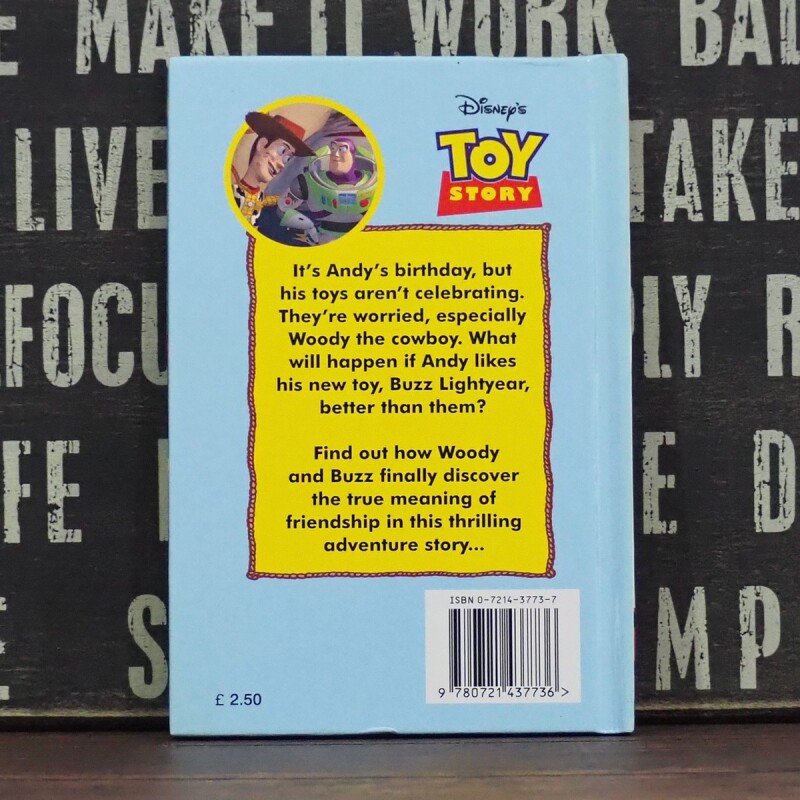 MAKE IT WORK
LIVE
TAKE
Disney's
TOY
STORY
It's Andy's birthday, but
his toys aren't celebrating.
They're worried, especially
Woody the cowboy. What
will happen if Andy likes
his new toy, Buzz Lightyear,
better than them?
Find out how Woody
and Buzz finally discover
the true meaning of
friendship in this thrilling
adventure story...
ISBN 0-7214-3773-7
9 780721 437736 >
£ 2.50